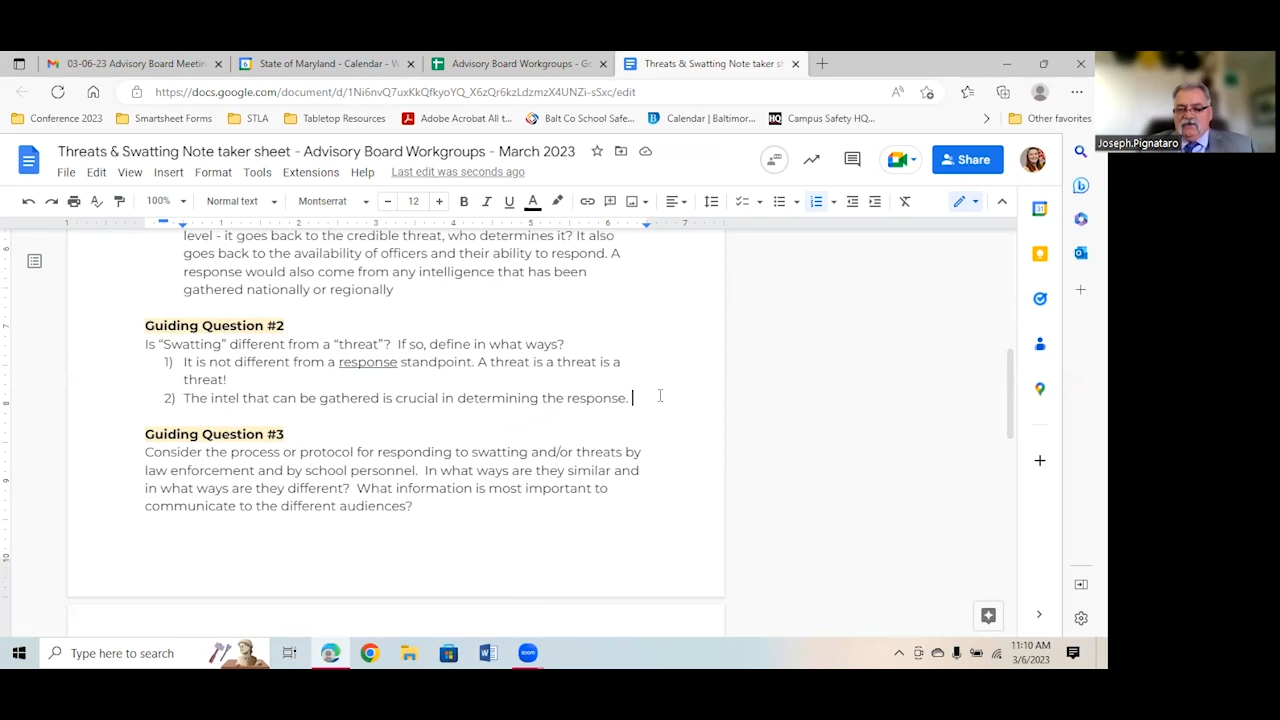 03-06-23 Advisory Board Meetin
State of Maryland - Calendar - W
Advisory Board Workgroups - Go
Threats & Swatting Note taker sh
https://docs.google.com/document/d/1Ni6nvQ7uxKkQfkyoYQ_X6zQr6kzLdzmzX4UNZi-sSxc/edit
Conference 2023
Smartsheet Forms
STLA
Tabletop Resources
Adobe Acrobat All t...
Balt Co School Safe...
Calendar | Baltimor...
HQ Campus Safety HQ...
Other favorites
Joseph.Pignataro
Threats & Swatting Note taker sheet - Advisory Board Workgroups - March 2023
Share
File Edit View Insert Format Tools Extensions Help Last edit was seconds ago
100% Normal text Montserrat - 12 + B I U A
1 1 2 3 4 5 6 7
level - it goes back to the credible threat, who determines it? It also
goes back to the availability of officers and their ability to respond. A
response would also come from any intelligence that has been
gathered nationally or regionally
Guiding Question #2
Is “Swatting” different from a “threat”? If so, define in what ways?
1) It is not different from a response standpoint. A threat is a threat is a
threat!
2) The intel that can be gathered is crucial in determining the response.
Guiding Question #3
Consider the process or protocol for responding to swatting and/or threats by
law enforcement and by school personnel. In what ways are they similar and
in what ways are they different? What information is most important to
communicate to the different audiences?
Type here to search
zoom
11:10 AM
3/6/2023